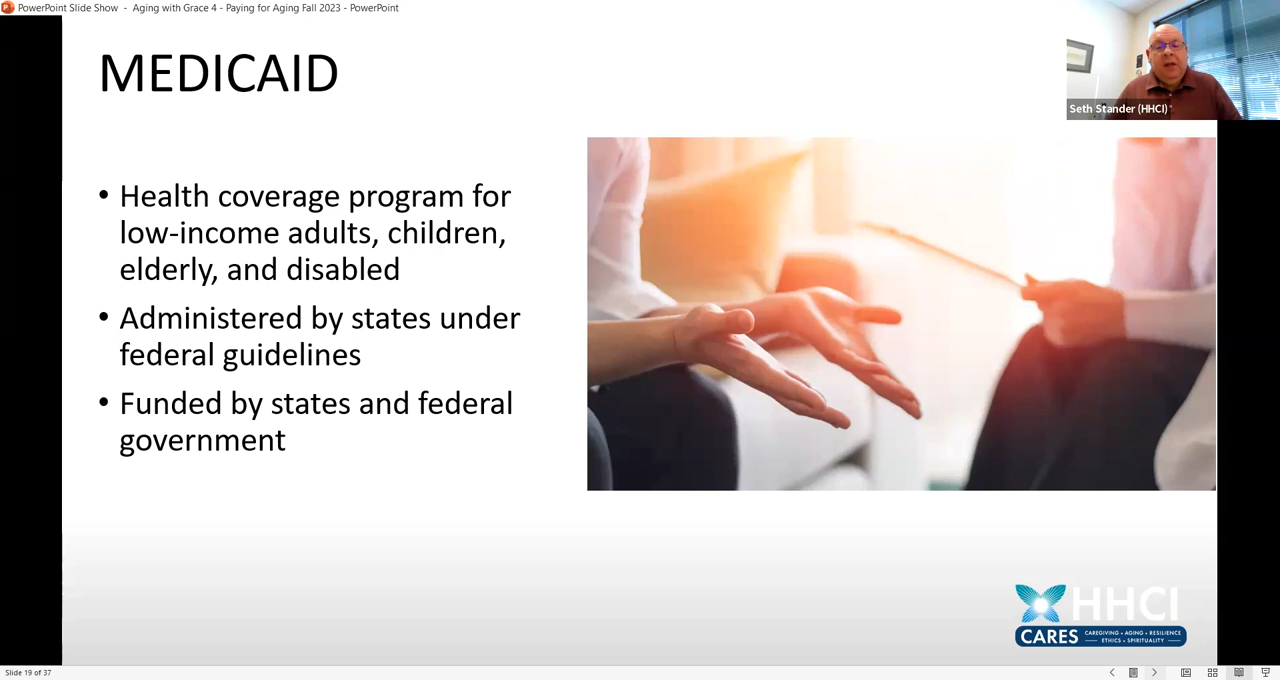 PowerPoint Slide Show - Aging with Grace 4 - Paying for Aging Fall 2023 - PowerPoint
MEDICAID
Seth Stander (HHCI)
• Health coverage program for
low-income adults, children,
elderly, and disabled
• Administered by states under
federal guidelines
• Funded by states and federal
government
HHCI
CARES
CAREGIVING • AGING • RESILIENCE
ETHICS • SPIRITUALITY
Slide 19 of 37